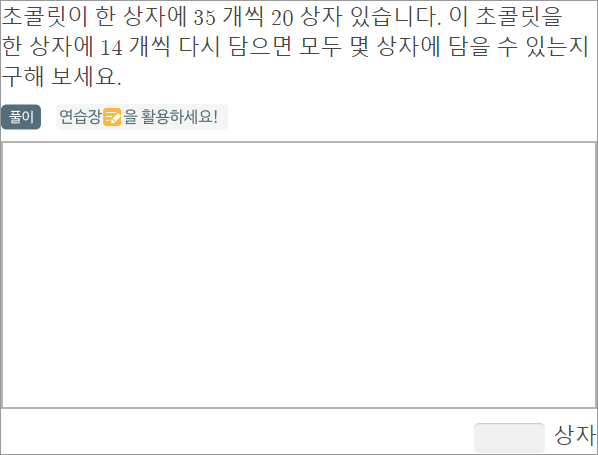 초콜릿이 한 상자에 35 개씩 20 상자 있습니다. 이 초콜릿을
한 상자에 14 개씩 다시 담으면 모두 몇 상자에 담을 수 있는지
구해 보세요.
풀이 연습장을 활용하세요!
상자